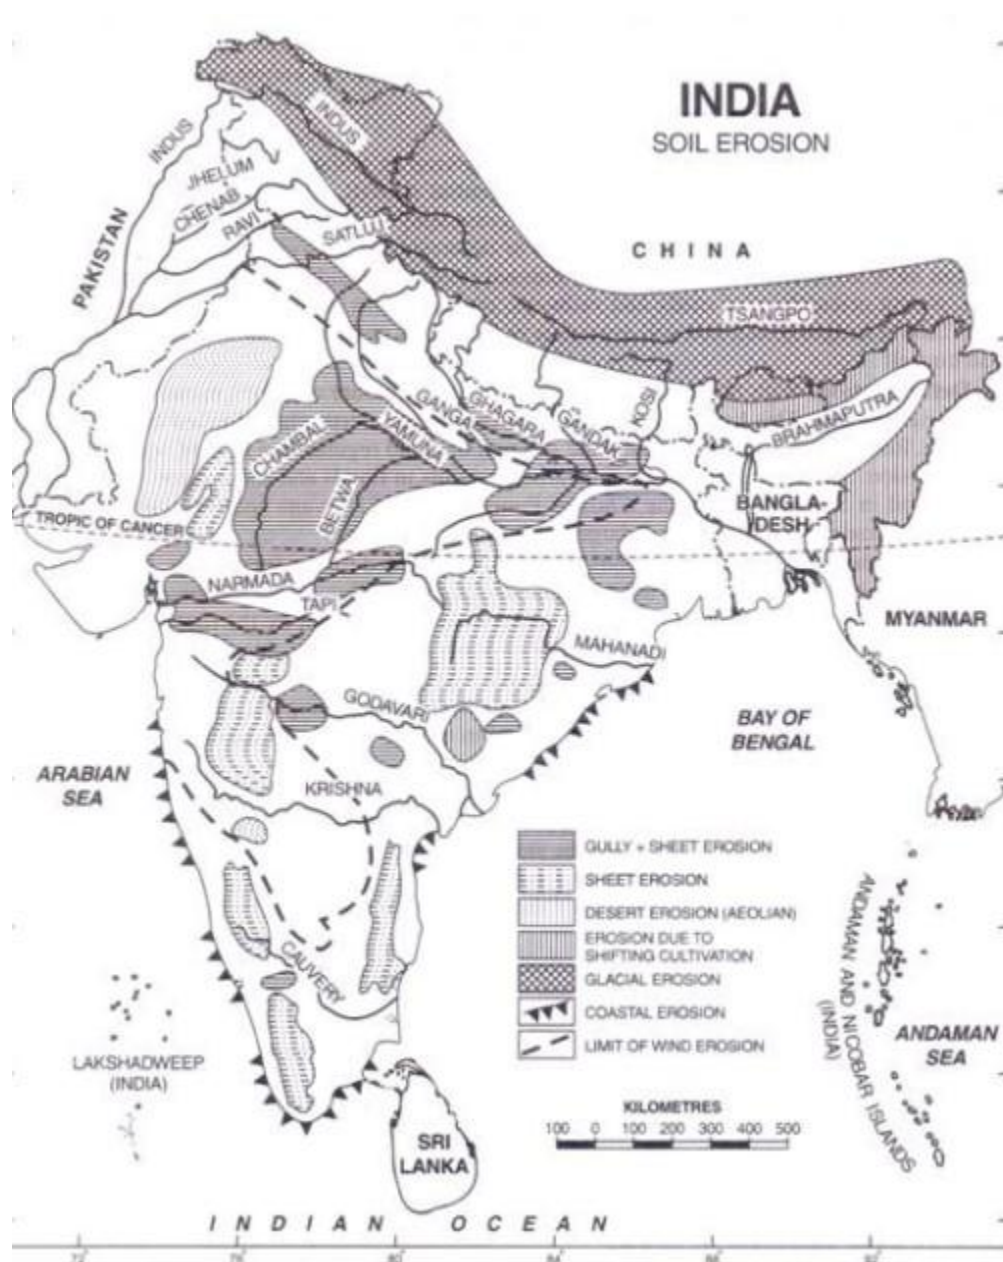 INDIA
SOIL EROSION
INDUS
INDUS
JHELUM
CHENAB
RAVI
SATLUJ
PAKISTAN
CHINA
TSANGPO
GANGA
GHAGARA
GANDAK
KOSI
BRAHMAPUTRA
CHAMBAL
YAMUNA
BETWA
BANGLA-
DESH
TROPIC OF CANCER
NARMADA
TAPI
MYANMAR
MAHANADI
GODAVARI
BAY OF
BENGAL
ARABIAN
SEA
KRISHNA
GULLY + SHEET EROSION
SHEET EROSION
DESERT EROSION (AEOLIAN)
EROSION DUE TO
SHIFTING CULTIVATION
GLACIAL EROSION
COASTAL EROSION
LIMIT OF WIND EROSION
CAUVERY
ANDAMAN AND NICOBAR ISLANDS
(INDIA)
ANDAMAN
SEA
LAKSHADWEEP
(INDIA)
KILOMETRES
100 0 100 200 300 400 500
SRI
LANKA
INDIAN OCEAN